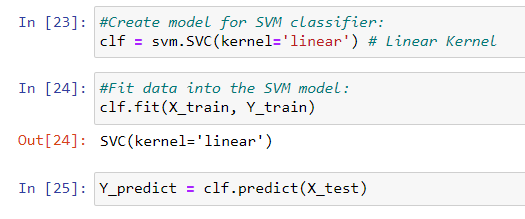 In [23]: #Create model for SVM classifier:
clf = svm.SVC(kernel='linear') # Linear Kernel
In [24]: #Fit data into the SVM model:
clf.fit(X_train, Y_train)
Out[24]: SVC(kernel='linear')
In [25]: Y_predict = clf.predict(X_test)